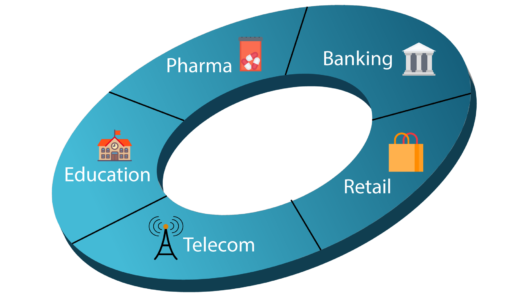 Pharma
Banking
Education
Retail
Telecom